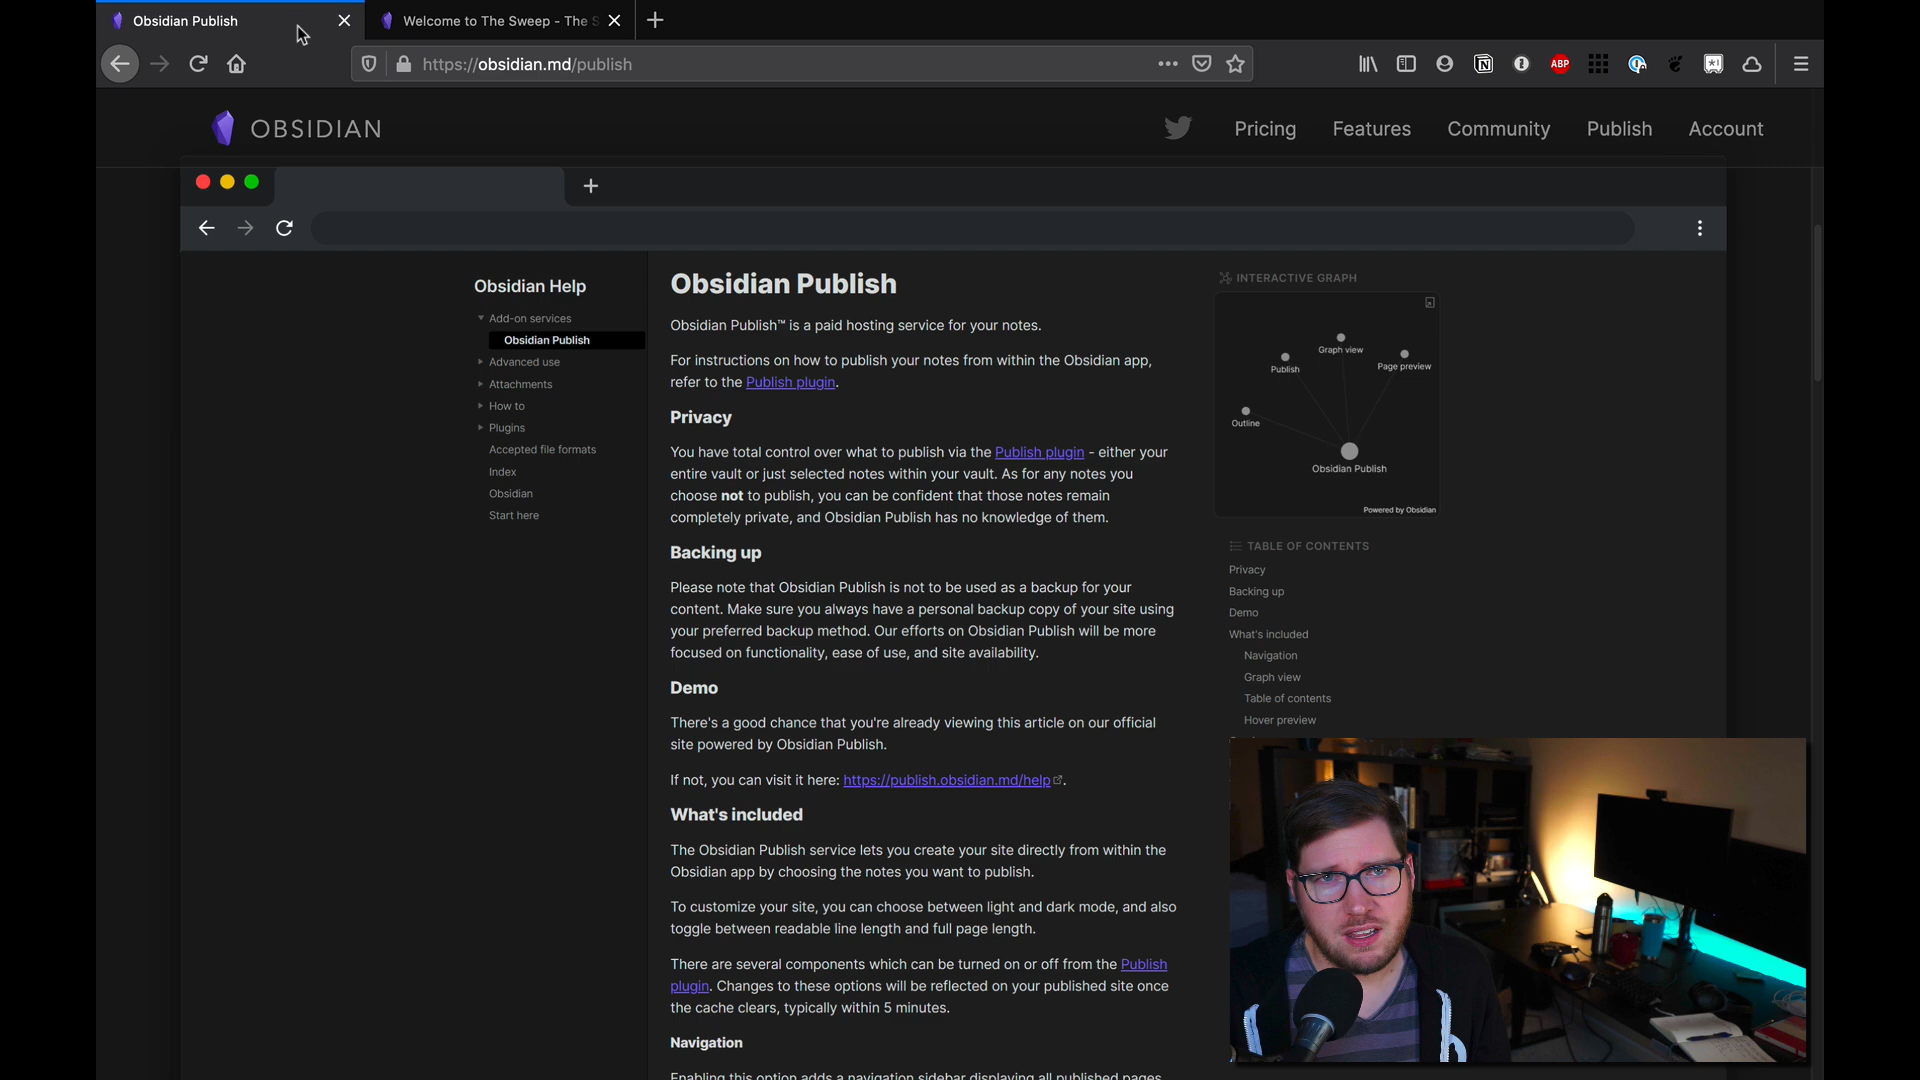 Obsidian Publish
Welcome to The Sweep - The S
https://obsidian.md/publish
ABP
OBSIDIAN
Pricing
Features
Community
Publish
Account
Obsidian Help
Add-on services
Obsidian Publish
Advanced use
Attachments
How to
Plugins
Accepted file formats
Index
Obsidian
Start here
Obsidian Publish
Obsidian Publish™ is a paid hosting service for your notes.
For instructions on how to publish your notes from within the Obsidian app,
refer to the Publish plugin.
Privacy
You have total control over what to publish via the Publish plugin - either your
entire vault or just selected notes within your vault. As for any notes you
choose not to publish, you can be confident that those notes remain
completely private, and Obsidian Publish has no knowledge of them.
Backing up
Please note that Obsidian Publish is not to be used as a backup for your
content. Make sure you always have a personal backup copy of your site using
your preferred backup method. Our efforts on Obsidian Publish will be more
focused on functionality, ease of use, and site availability.
Demo
There's a good chance that you're already viewing this article on our official
site powered by Obsidian Publish.
If not, you can visit it here: https://publish.obsidian.md/help.
What's included
The Obsidian Publish service lets you create your site directly from within the
Obsidian app by choosing the notes you want to publish.
To customize your site, you can choose between light and dark mode, and also
toggle between readable line length and full page length.
There are several components which can be turned on or off from the Publish
plugin. Changes to these options will be reflected on your published site once
the cache clears, typically within 5 minutes.
Navigation
Enabling this option adds a navigation sidebar displaying all published pages
INTERACTIVE GRAPH
Graph view
Publish
Page preview
Outline
Obsidian Publish
Powered by Obsidian
TABLE OF CONTENTS
Privacy
Backing up
Demo
What's included
Navigation
Graph view
Table of contents
Hover preview